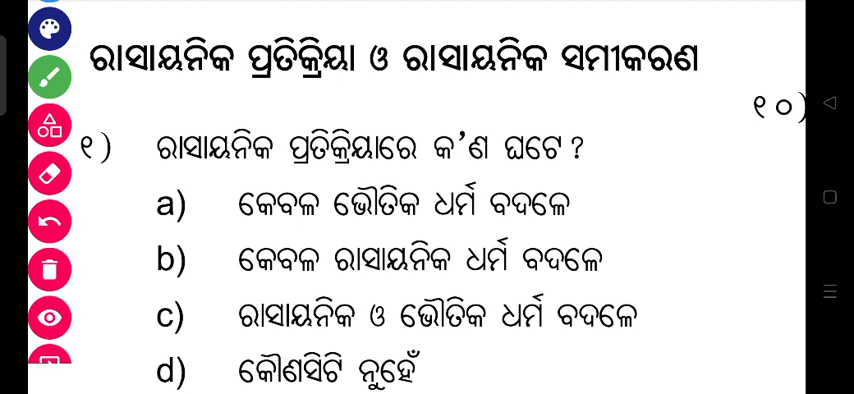 ରାସାୟନିକ ପ୍ରତିକ୍ରିୟା ଓ ରାସାୟନିକ ସମୀକରଣ
୧୦)
୧) ରାସାୟନିକ ପ୍ରତିକ୍ରିୟାରେ କ'ଣ ଘଟେ ?
a) କେବଳ ଭୌତିକ ଧର୍ମ ବଦଳେ
b) କେବଳ ରାସାୟନିକ ଧର୍ମ ବଦଳେ
c) ରାସାୟନିକ ଓ ଭୌତିକ ଧର୍ମ ବଦଳେ
d) କୌଣସିଟି ନୁହେଁ